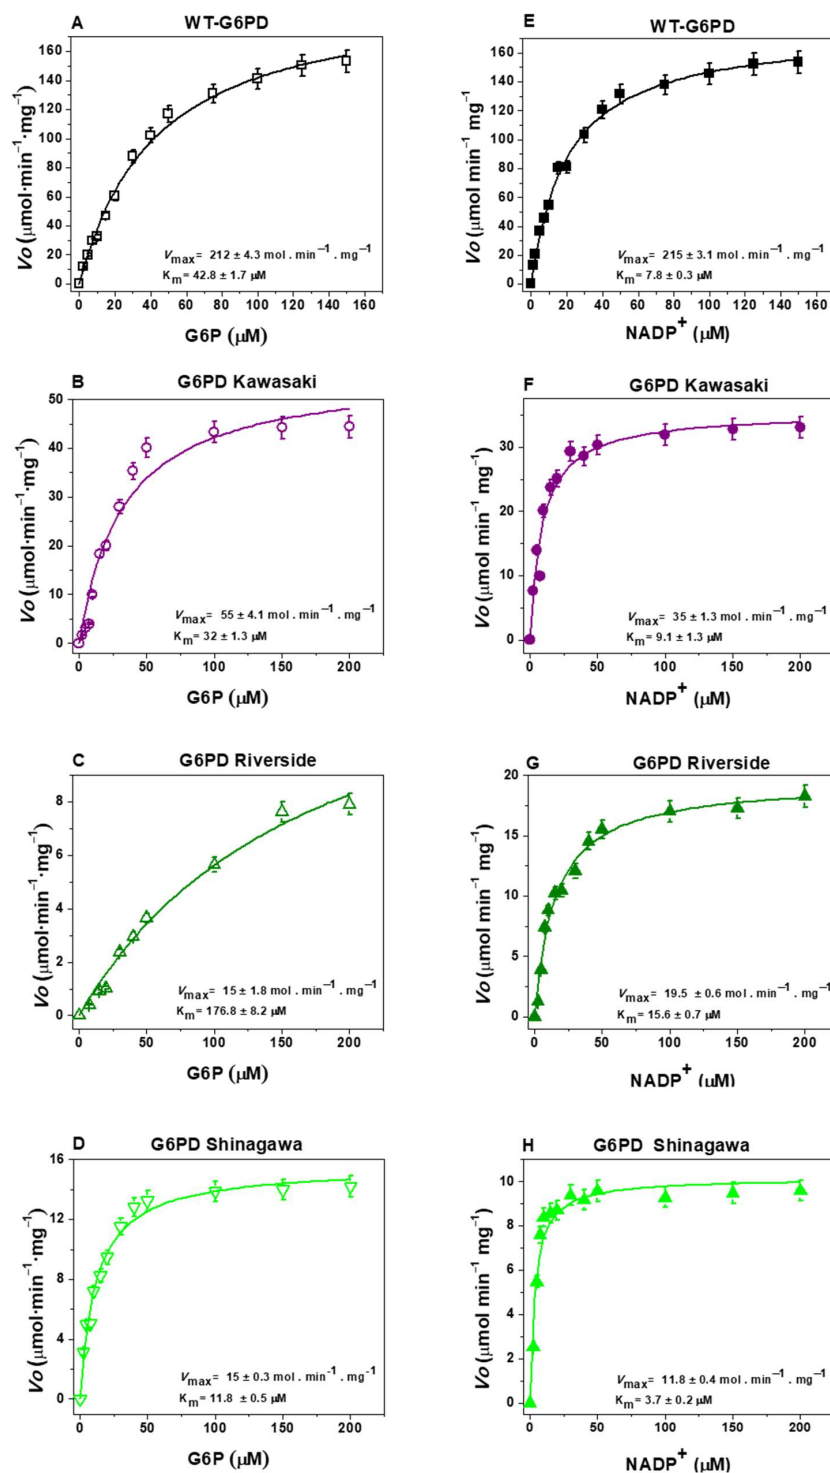 A
WT-G6PD
160
140
120
100
80
60
40
20
0
Vo (μmol·min⁻¹·mg⁻¹)
Vmax= 212 ± 4.3 mol . min⁻¹ . mg⁻¹
Km = 42.8 ± 1.7 μM
0 20 40 60 80 100 120 140 160
G6P (μM)
E
WT-G6PD
160
140
120
100
80
60
40
20
0
Vo (μmol min⁻¹ mg⁻¹)
Vmax= 215 ± 3.1 mol . min⁻¹ . mg⁻¹
Km = 7.8 ± 0.3 μM
0 20 40 60 80 100 120 140 160
NADP⁺ (μM)
B
G6PD Kawasaki
50
40
30
20
10
0
Vo (μmol·min⁻¹·mg⁻¹)
Vmax= 55 ± 4.1 mol . min⁻¹ . mg⁻¹
Km = 32 ± 1.3 μM
0 50 100 150 200
G6P (μM)
F
G6PD Kawasaki
30
20
10
0
Vo (μmol min⁻¹ mg⁻¹)
Vmax= 35 ± 1.3 mol . min⁻¹ . mg⁻¹
Km = 9.1 ± 1.3 μM
0 50 100 150 200
NADP⁺ (μM)
C
G6PD Riverside
8
6
4
2
0
Vo (μmol·min⁻¹·mg⁻¹)
Vmax= 15 ± 1.8 mol . min⁻¹ . mg⁻¹
Km = 176.8 ± 8.2 μM
0 50 100 150 200
G6P (μM)
G
G6PD Riverside
20
15
10
5
0
Vo (μmol min⁻¹ mg⁻¹)
Vmax= 19.5 ± 0.6 mol . min⁻¹ . mg⁻¹
Km = 15.6 ± 0.7 μM
0 50 100 150 200
NADP⁺ (μM)
D
G6PD Shinagawa
16
12
8
4
0
Vo (μmol·min⁻¹·mg⁻¹)
Vmax= 15 ± 0.3 mol . min⁻¹ . mg⁻¹
Km = 11.8 ± 0.5 μM
0 50 100 150 200
G6P (μM)
H
G6PD Shinagawa
10
8
6
4
2
0
Vo (μmol min⁻¹ mg⁻¹)
Vmax= 11.8 ± 0.4 mol . min⁻¹ . mg⁻¹
Km = 3.7 ± 0.2 μM
0 50 100 150 200
NADP⁺ (μM)